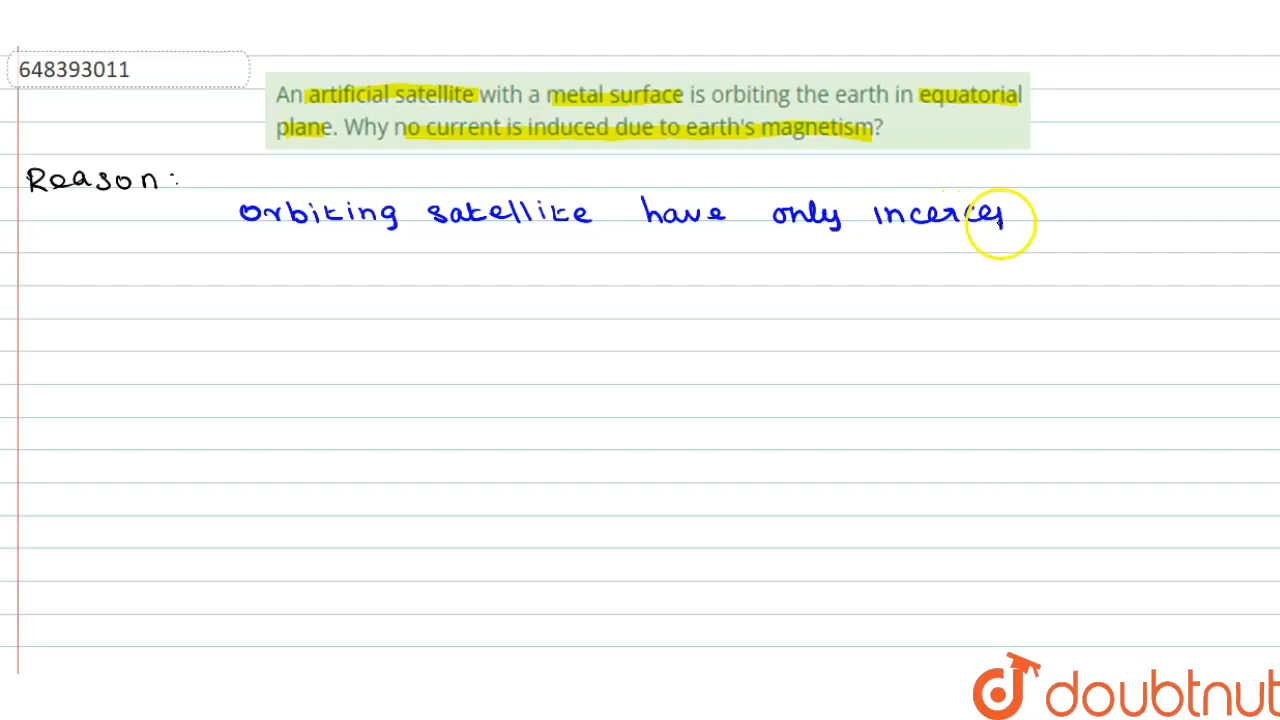 648393011
An artificial satellite with a metal surface is orbiting the earth in equatorial
plane. Why no current is induced due to earth's magnetism?
Reason:
Orbiting satellite have only
doubtnut